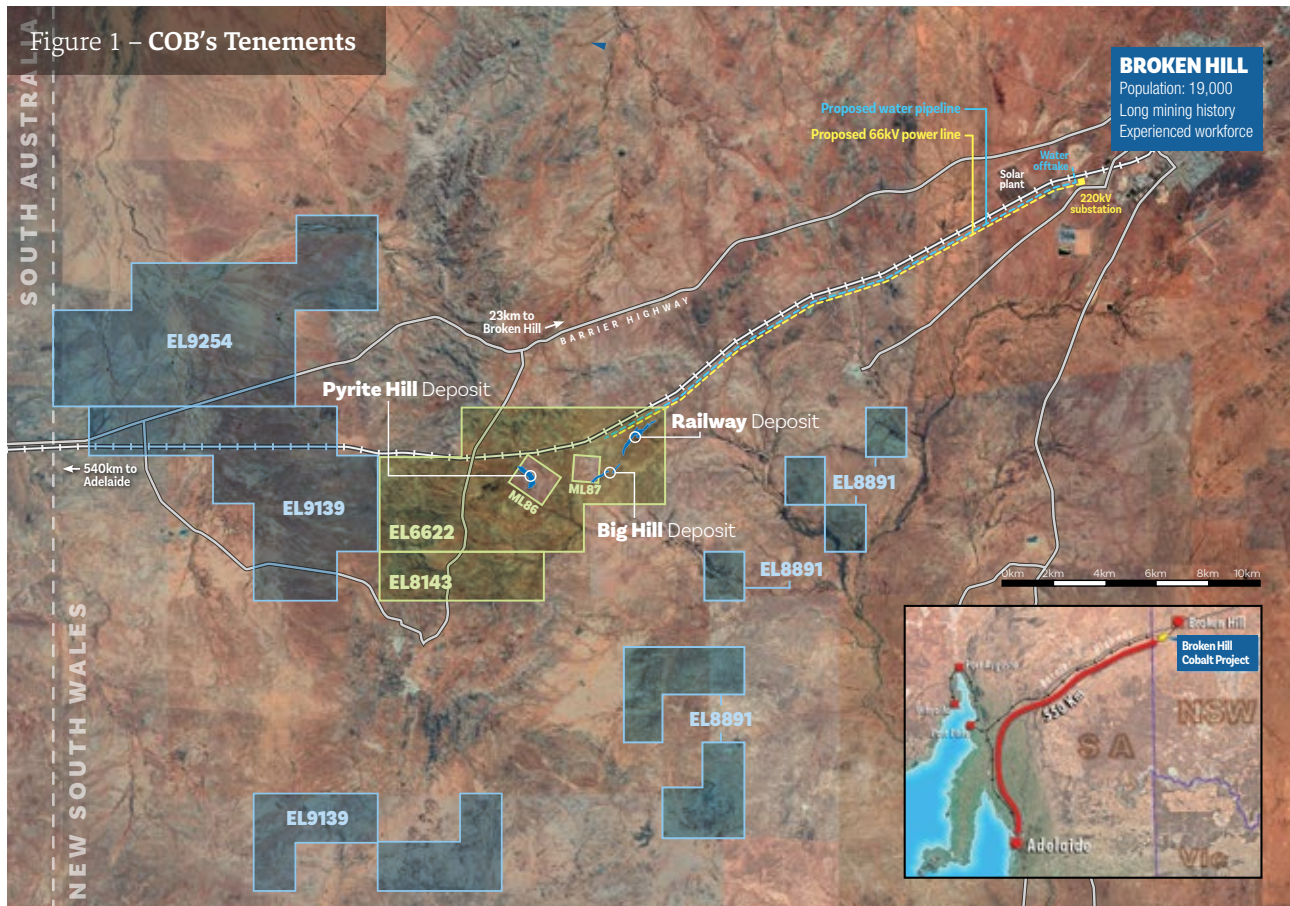 Figure 1 – COB's Tenements
SOUTH AUSTRALIA
NEW SOUTH WALES
BROKEN HILL
Population: 19,000
Long mining history
Experienced workforce
Proposed water pipeline
Proposed 66kV power line
Water
offtake
Solar
plant
220kV
substation
23km to
Broken Hill
BARRIER HIGHWAY
EL9254
Pyrite Hill Deposit
Railway Deposit
540km to
Adelaide
ML86
ML87
EL8891
EL9139
EL6622
Big Hill Deposit
EL8143
EL8891
0km 2km 4km 6km 8km 10km
EL8891
EL9139
Broken Hill
Broken Hill
Cobalt Project
550 Km
NSW
SA
Adelaide
Vic